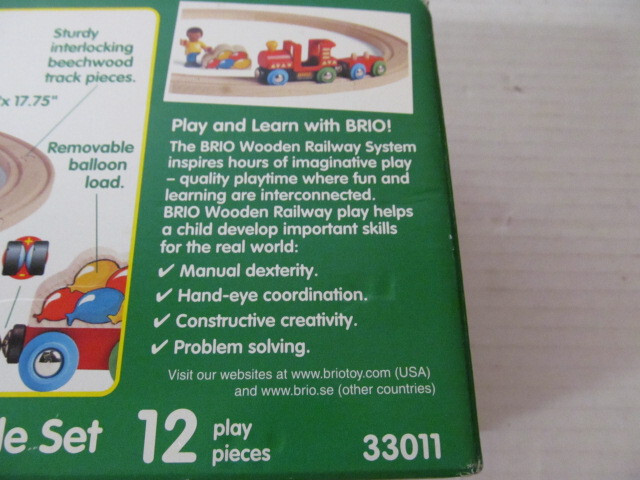 Sturdy
interlocking
beechwood
track pieces.
x 17.75"
Removable
balloon
load.
Play and Learn with BRIO!
The BRIO Wooden Railway System
inspires hours of imaginative play
– quality playtime where fun and
learning are interconnected.
BRIO Wooden Railway play helps
a child develop important skills
for the real world:
✓ Manual dexterity.
✓ Hand-eye coordination.
✓ Constructive creativity.
✓ Problem solving.
Visit our websites at www.briotoy.com (USA)
and www.brio.se (other countries)
le Set
12 play
pieces
33011